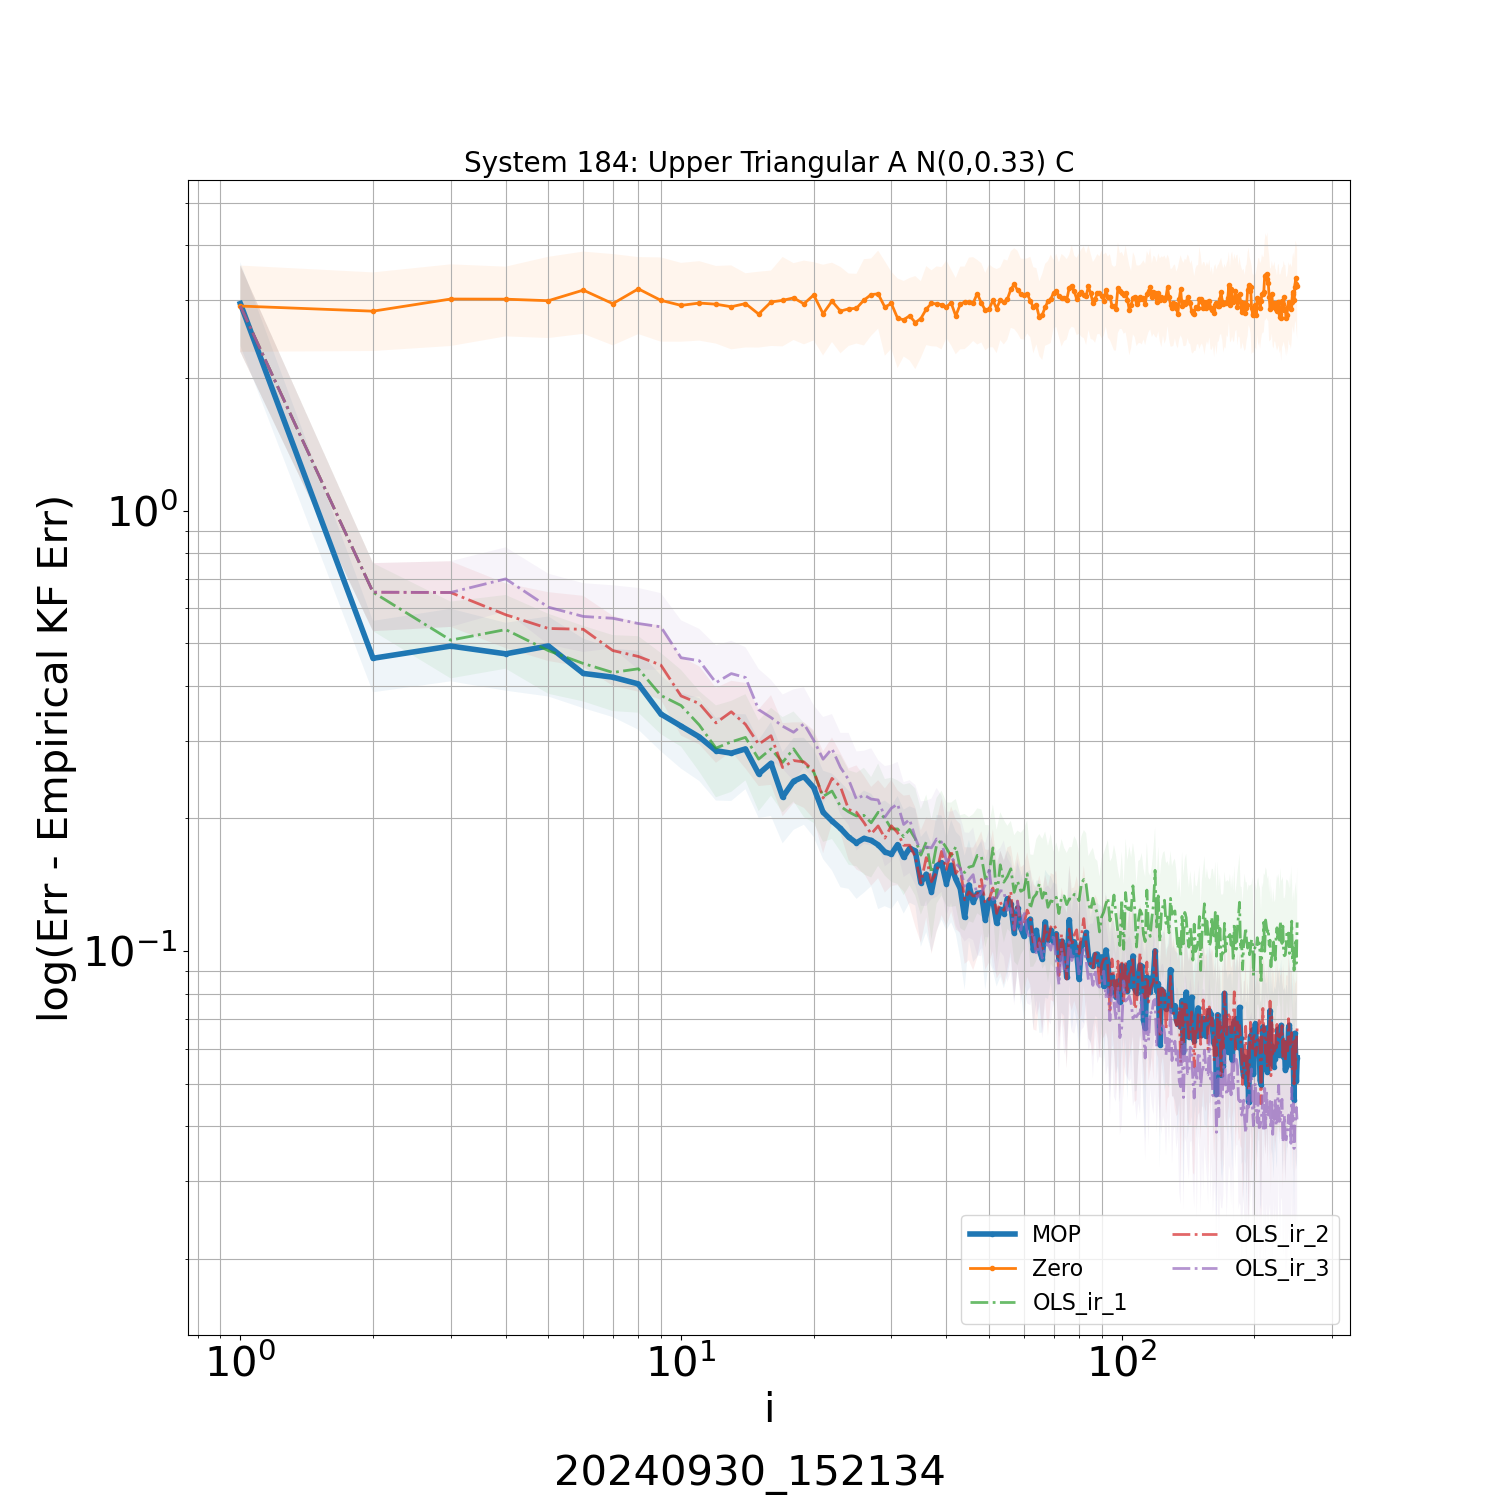 System 184: Upper Triangular A N(0,0.33) C
log(Err - Empirical KF Err)
10^0
10^-1
MOP
Zero
OLS_ir_1
OLS_ir_2
OLS_ir_3
10^0
10^1
10^2
i
20240930_152134